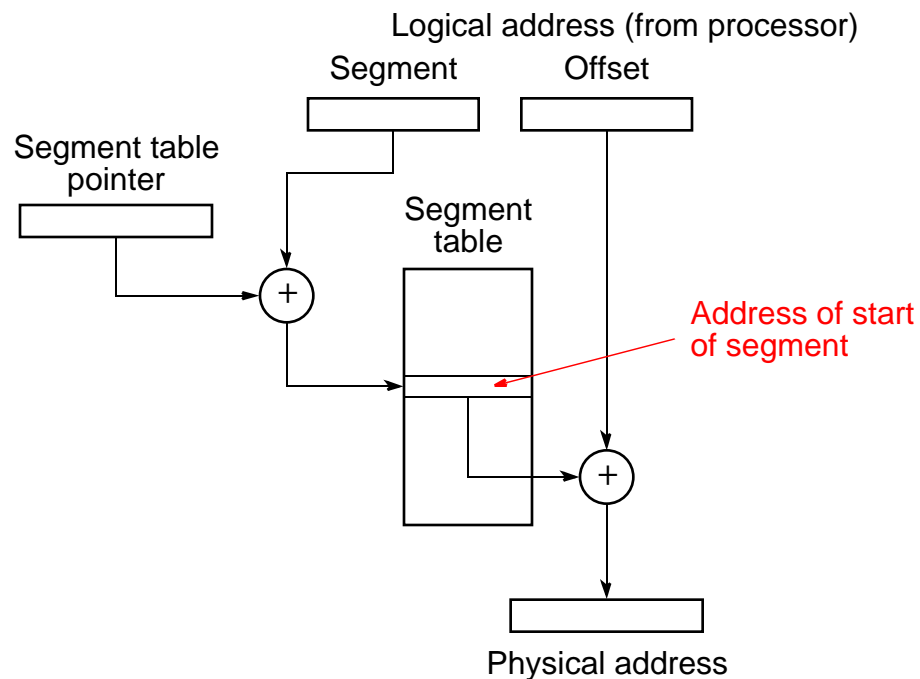 Logical address (from processor)
Segment
Offset
Segment table
pointer
Segment
table
+
Address of start
of segment
+
Physical address